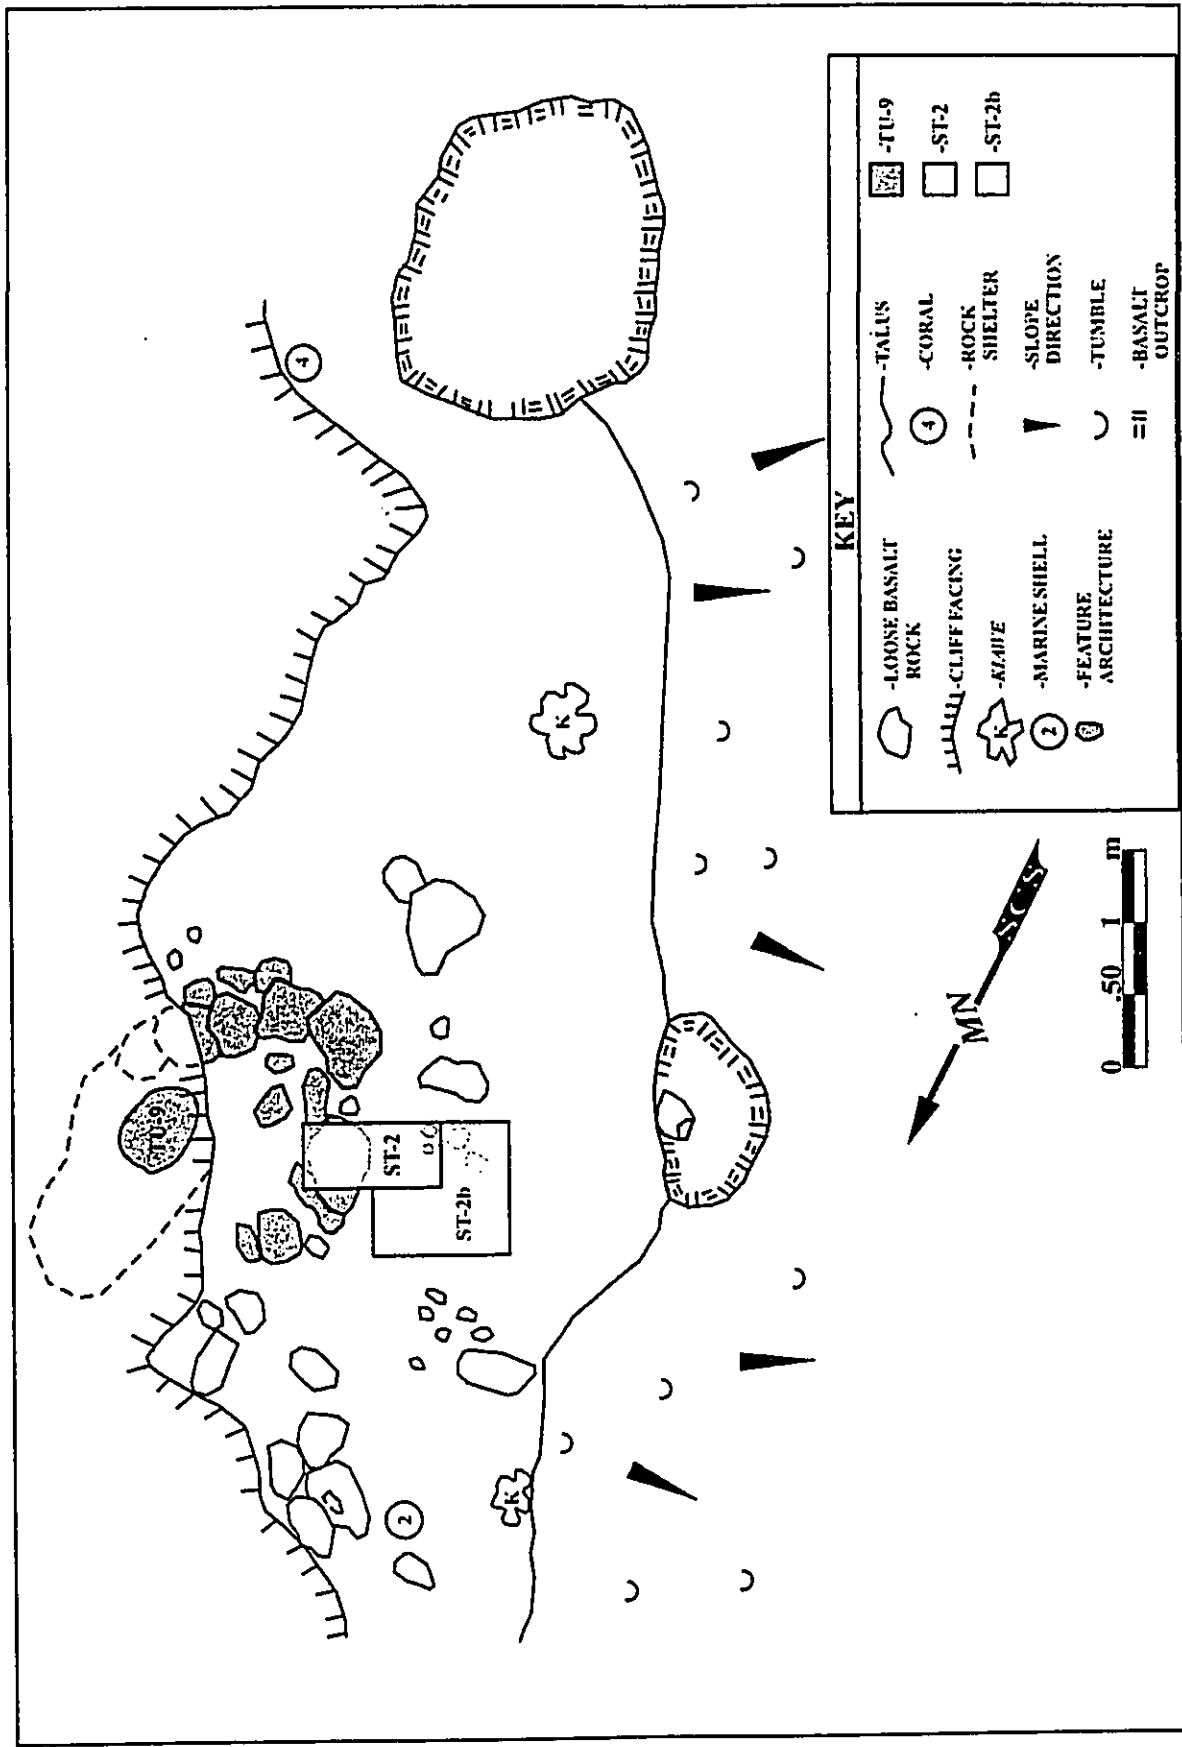 4
K
TU-9
ST-2
ST-2b
2
K
MN
S.C.S
0 .50 1 m
KEY
-LOOSE BASALT
ROCK
-CLIFF FACING
K -KIAWE
2 -MARINE SHELL
-FEATURE
ARCHITECTURE
-TALUS
4 -CORAL
-ROCK
SHELTER
-SLOPE
DIRECTION
-TUMBLE
-BASALT
OUTCROP
-TU-9
-ST-2
-ST-2b